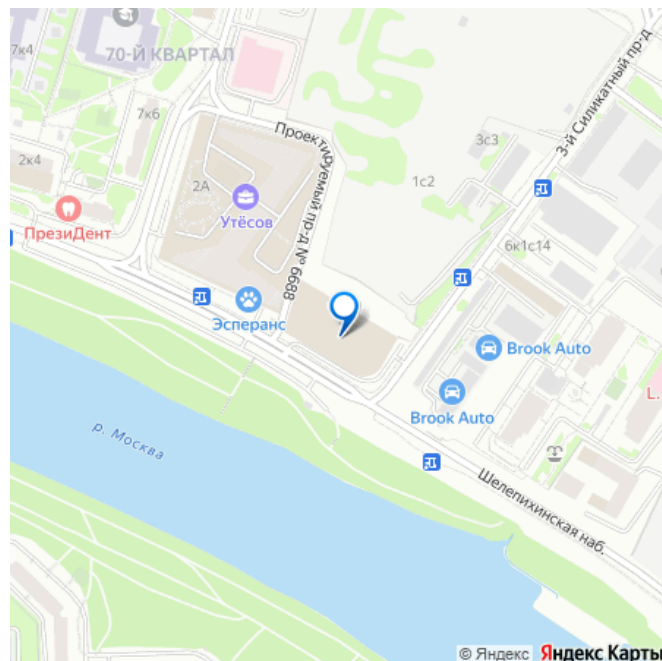 7к4
70-Й КВАРТАЛ
7к6
2к4
ПрезиДент
2А
Утёсов
Проектируемый пр-д № 6688
Эсперанс
1с2
3с3
3-й Силикатный пр-д
6к1с14
Brook Auto
Brook Auto
L.
р. Москва
Шелепихинская наб.
© Яндекс Яндекс Карты